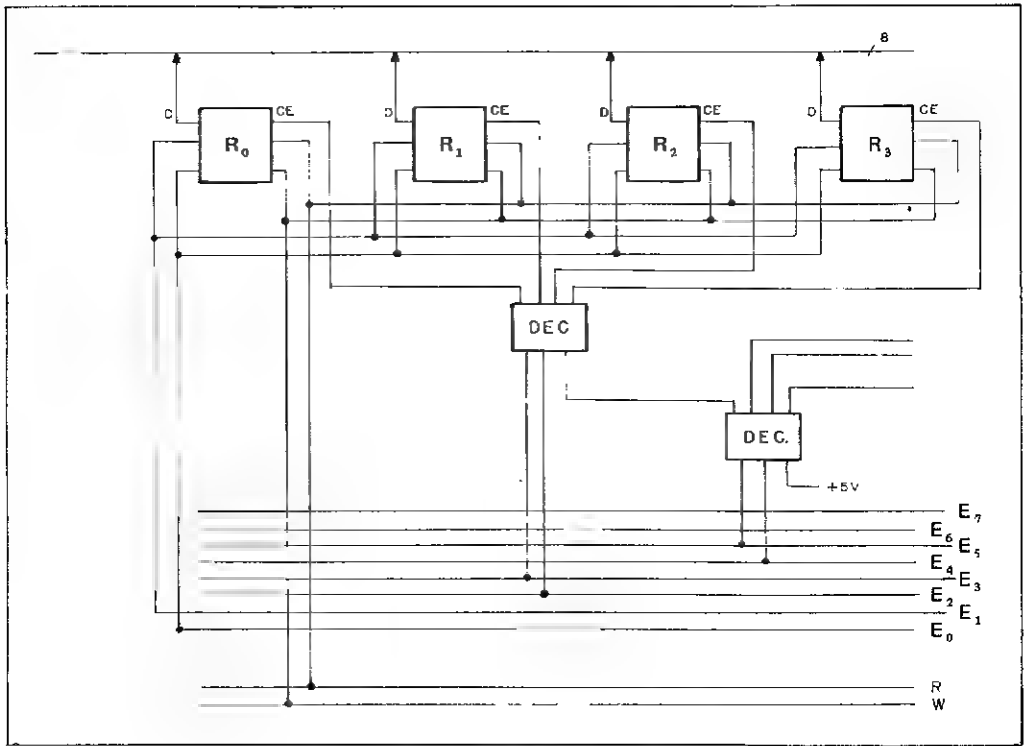 8
D CE D CE D CE D CE
R₀ R₁ R₂ R₃
DEC
DEC.
+5V
E₇
E₆
E₅
E₄
E₃
E₂
E₁
E₀
R
W